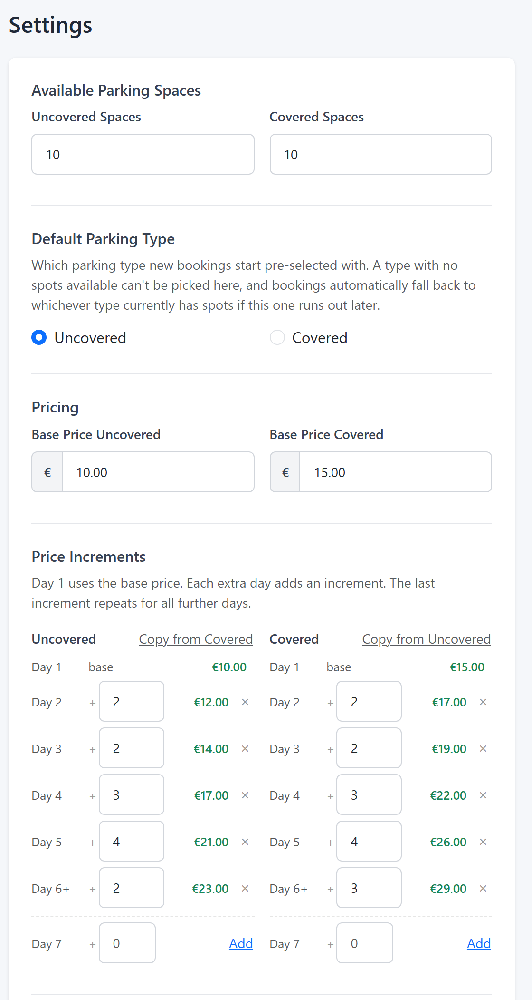 Settings
Available Parking Spaces
Uncovered Spaces Covered Spaces
10 10
Default Parking Type
Which parking type new bookings start pre-selected with. A type with no
spots available can't be picked here, and bookings automatically fall back to
whichever type currently has spots if this one runs out later.
Uncovered Covered
Pricing
Base Price Uncovered Base Price Covered
€ 10.00 € 15.00
Price Increments
Day 1 uses the base price. Each extra day adds an increment. The last
increment repeats for all further days.
Uncovered Copy from Covered Covered Copy from Uncovered
Day 1 base €10.00 Day 1 base €15.00
Day 2 + 2 €12.00 × Day 2 + 2 €17.00 ×
Day 3 + 2 €14.00 × Day 3 + 2 €19.00 ×
Day 4 + 3 €17.00 × Day 4 + 3 €22.00 ×
Day 5 + 4 €21.00 × Day 5 + 4 €26.00 ×
Day 6+ + 2 €23.00 × Day 6+ + 3 €29.00 ×
Day 7 + 0 Add Day 7 + 0 Add